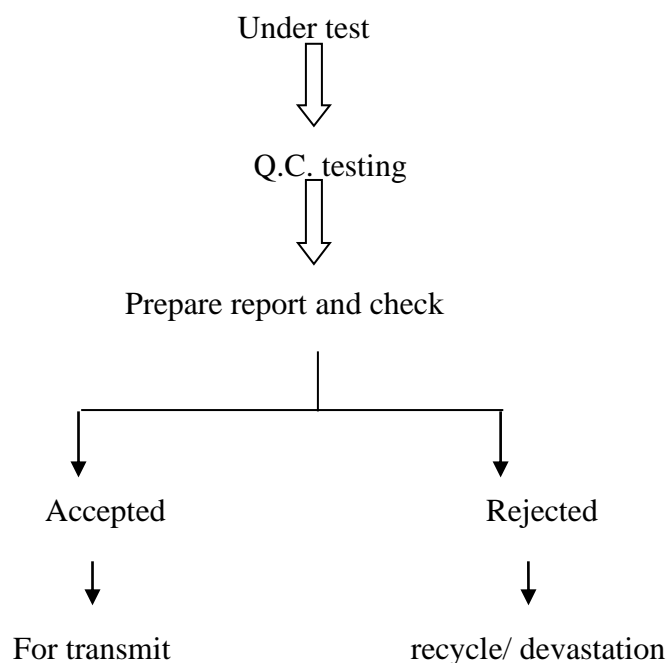 Under test
Q.C. testing
Prepare report and check
Accepted
Rejected
For transmit
recycle/ devastation